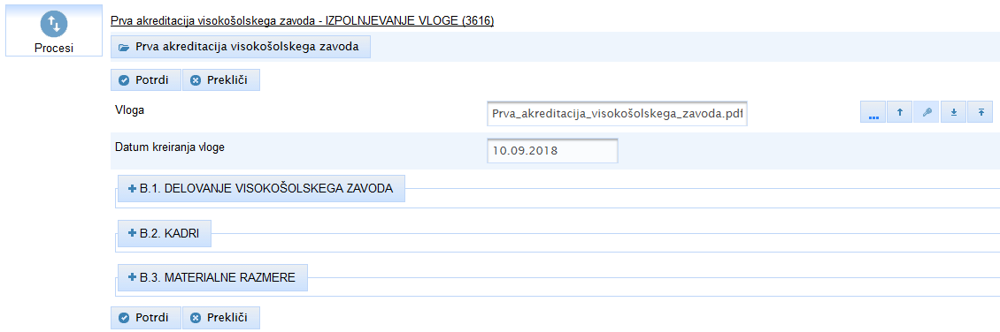 Procesi
Prva akreditacija visokošolskega zavoda - IZPOLNJEVANJE VLOGE (3616)
Prva akreditacija visokošolskega zavoda
Potrdi Prekliči
Vloga Prva_akreditacija_visokošolskega_zavoda.pdf ...
Datum kreiranja vloge 10.09.2018
B.1. DELOVANJE VISOKOŠOLSKEGA ZAVODA
B.2. KADRI
B.3. MATERIALNE RAZMERE
Potrdi Prekliči